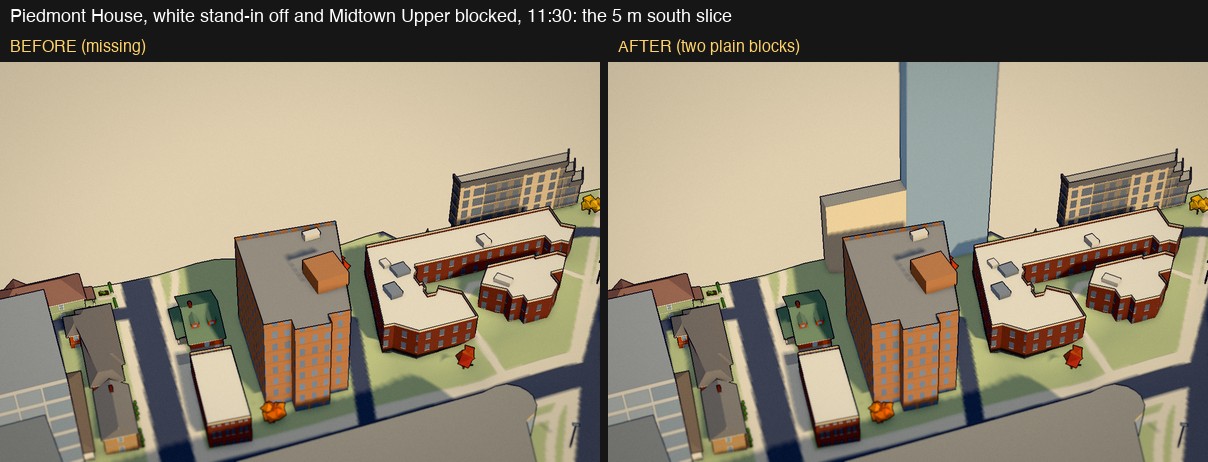 Piedmont House, white stand-in off and Midtown Upper blocked, 11:30: the 5 m south slice
BEFORE (missing)
AFTER (two plain blocks)